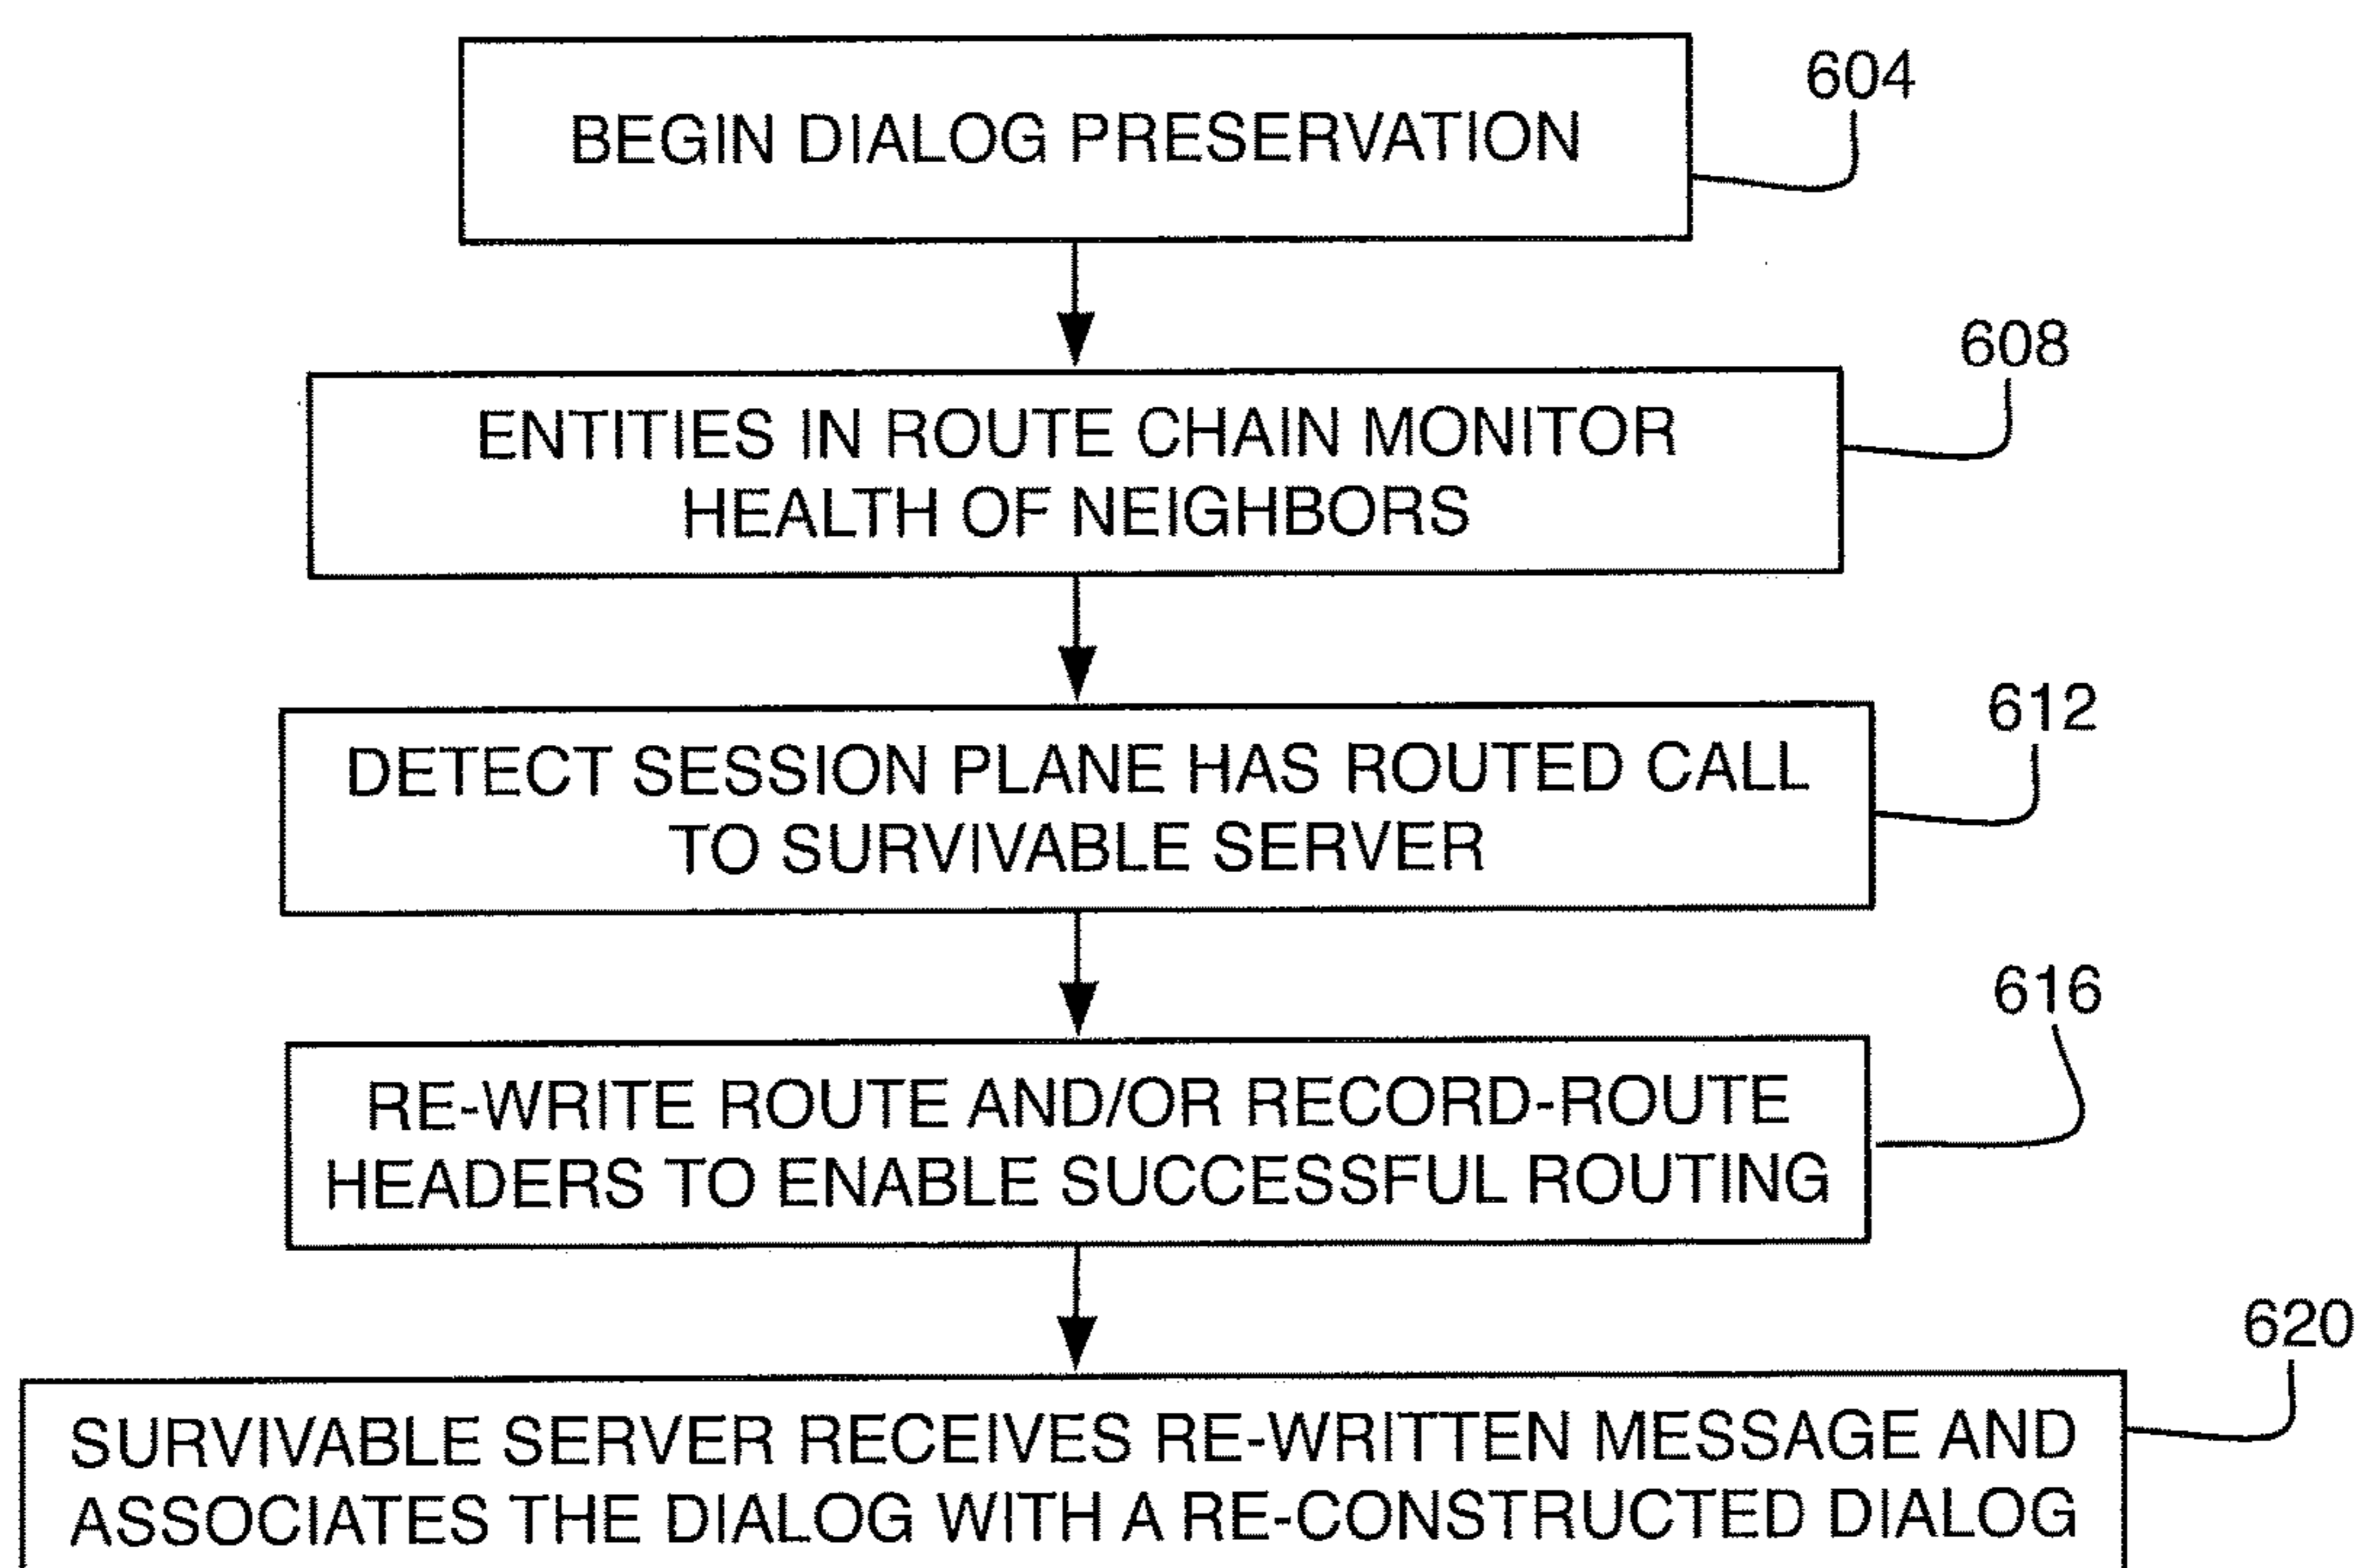 BEGIN DIALOG PRESERVATION
604
ENTITIES IN ROUTE CHAIN MONITOR
HEALTH OF NEIGHBORS
608
DETECT SESSION PLANE HAS ROUTED CALL
TO SURVIVABLE SERVER
612
RE-WRITE ROUTE AND/OR RECORD-ROUTE
HEADERS TO ENABLE SUCCESSFUL ROUTING
616
SURVIVABLE SERVER RECEIVES RE-WRITTEN MESSAGE AND
ASSOCIATES THE DIALOG WITH A RE-CONSTRUCTED DIALOG
620